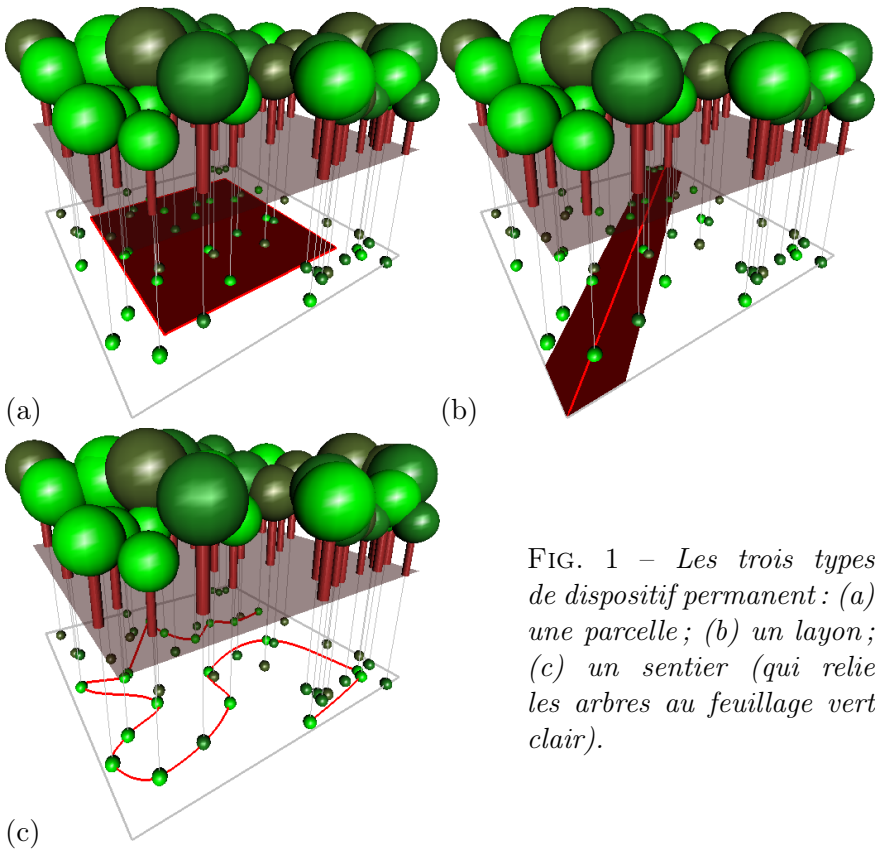 (a)
(b)
(c)
FIG. 1 – Les trois types
de dispositif permanent : (a)
une parcelle ; (b) un layon ;
(c) un sentier (qui relie
les arbres au feuillage vert
clair).